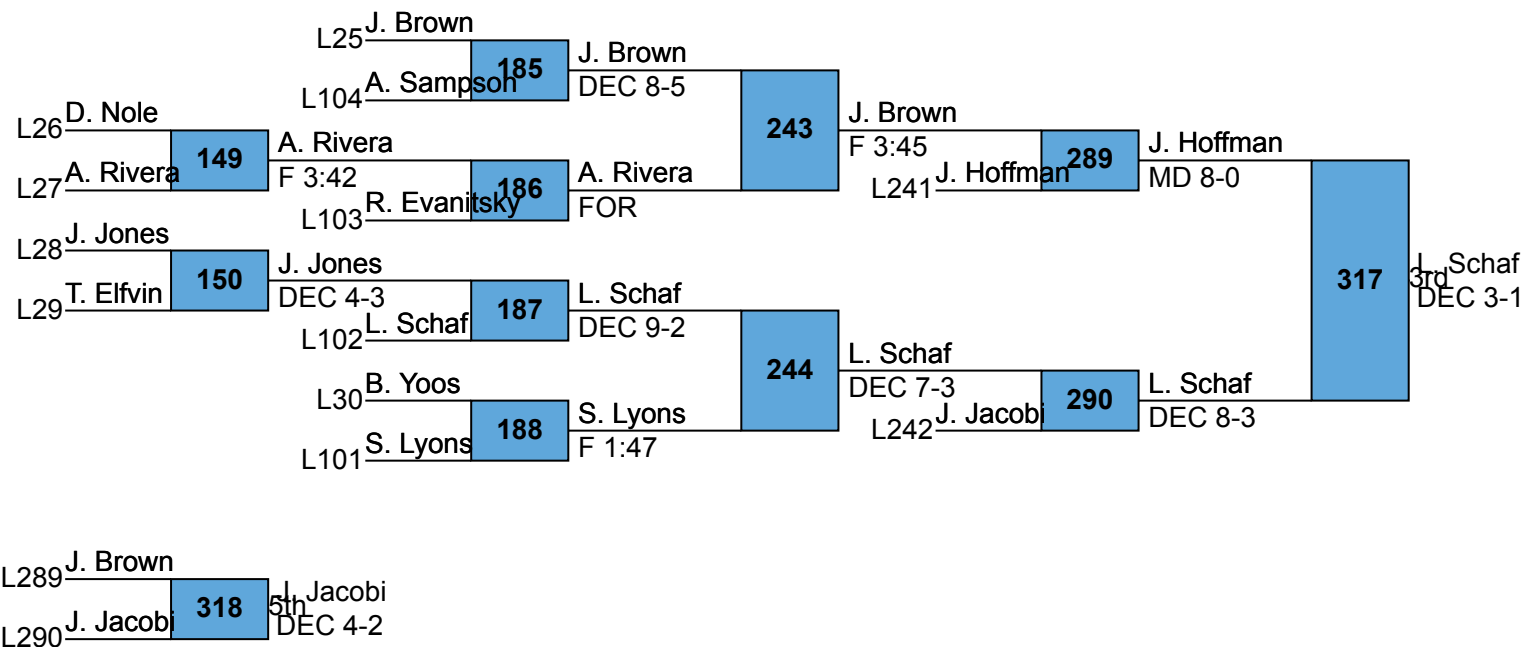 L25 J. Brown
L104 A. Sampson
185
J. Brown
DEC 8-5
L26 D. Nole
L27 A. Rivera
149
A. Rivera
F 3:42
L103 R. Evanitsky
186
A. Rivera
FOR
243
J. Brown
F 3:45
L241 J. Hoffman
289
J. Hoffman
MD 8-0
L28 J. Jones
L29 T. Elfvin
150
J. Jones
DEC 4-3
L102 L. Schaf
187
L. Schaf
DEC 9-2
L30 B. Yoos
L101 S. Lyons
188
S. Lyons
F 1:47
244
L. Schaf
DEC 7-3
L242 J. Jacobi
290
L. Schaf
DEC 8-3
317
3rd
L. Schaf
DEC 3-1
L289 J. Brown
L290 J. Jacobi
318
5th
J. Jacobi
DEC 4-2